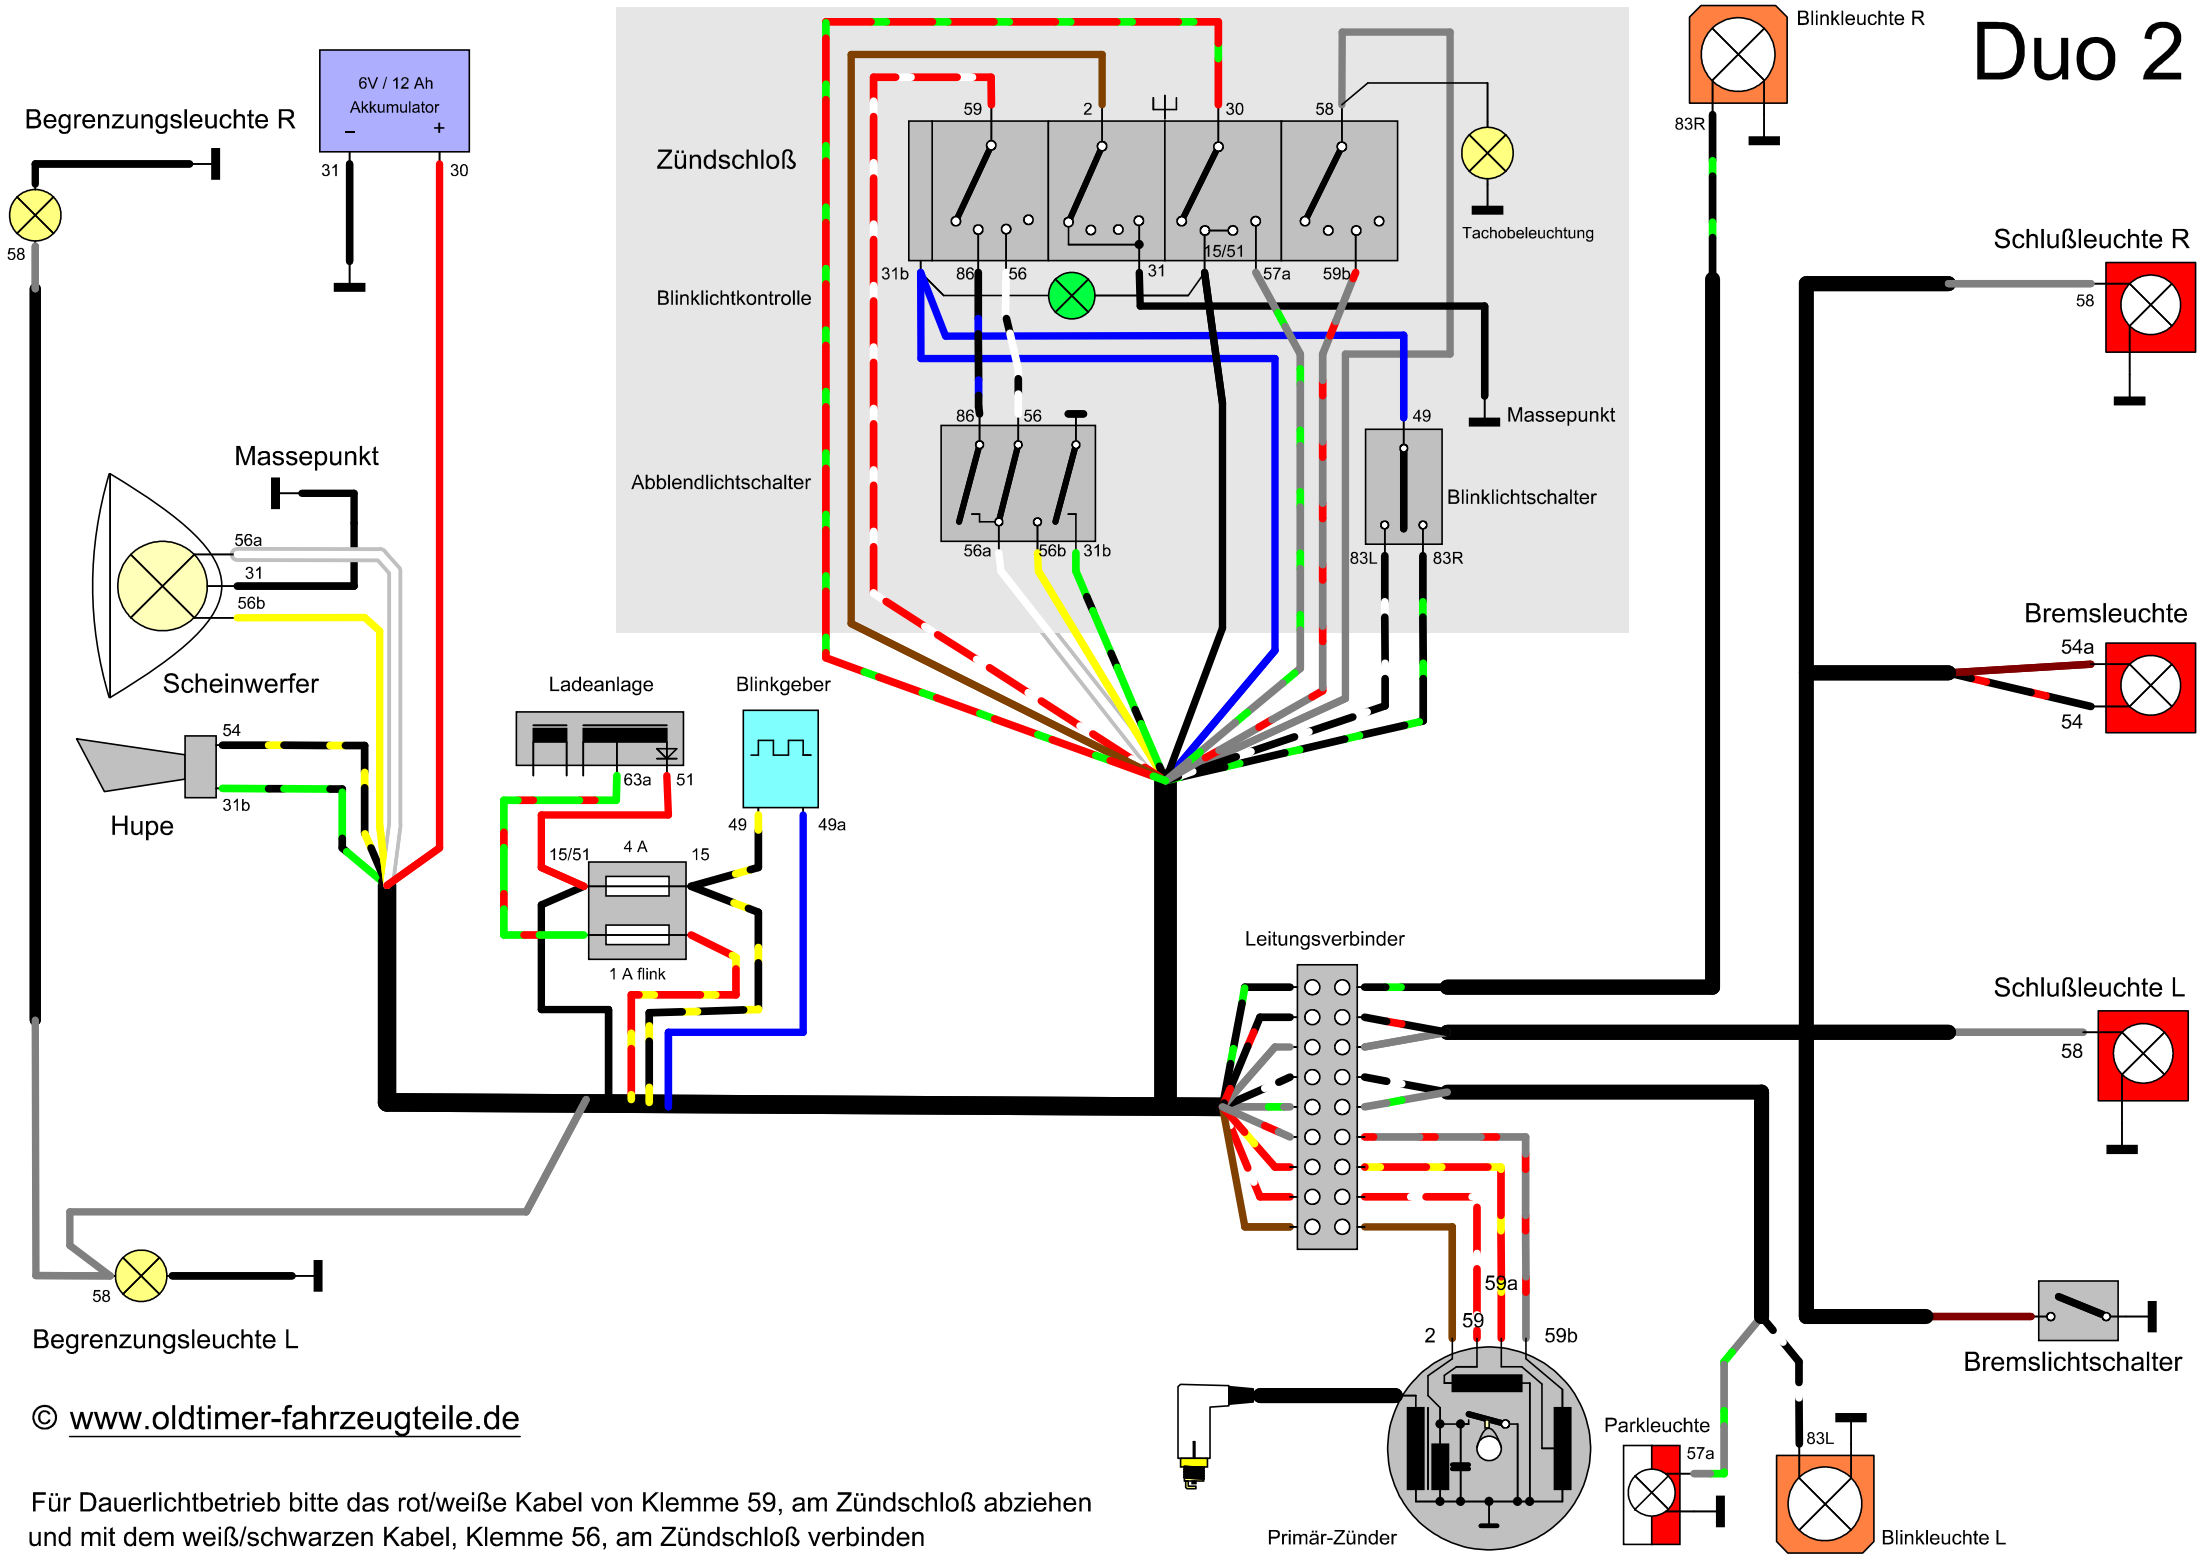 Duo 2
Blinkleuchte R
83R
6V / 12 Ah
Akkumulator
– +
31
30
Begrenzungsleuchte R
58
Zündschloß
59
2
30
58
31b
86
56
31
15/51
57a
59b
Tachobeleuchtung
Blinklichtkontrolle
Schlußleuchte R
58
Massepunkt
86
56
49
Massepunkt
Abblendlichtschalter
Blinklichtschalter
56a
56b
31b
83L
83R
56a
31
56b
Scheinwerfer
Bremsleuchte
54a
54
54
31b
Hupe
Ladeanlage
63a
51
Blinkgeber
49
49a
15/51
4 A
15
1 A flink
Leitungsverbinder
Schlußleuchte L
58
58
Begrenzungsleuchte L
59a
59
2
59b
Bremslichtschalter
Primär-Zünder
Parkleuchte
57a
83L
Blinkleuchte L
© www.oldtimer-fahrzeugteile.de
Für Dauerlichtbetrieb bitte das rot/weiße Kabel von Klemme 59, am Zündschloß abziehen
und mit dem weiß/schwarzen Kabel, Klemme 56, am Zündschloß verbinden